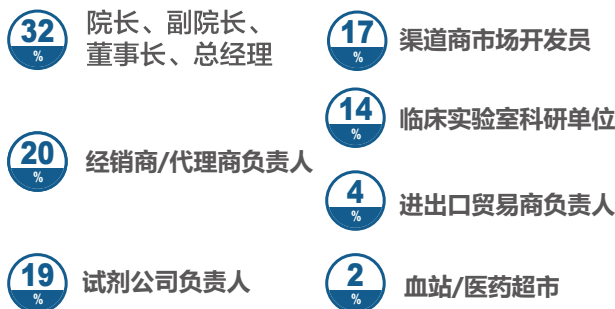 32
%
院长、副院长、
董事长、总经理
20
%
经销商/代理商负责人
19
%
试剂公司负责人
17
%
渠道商市场开发员
14
%
临床实验室科研单位
4
%
进出口贸易商负责人
2
%
血站/医药超市